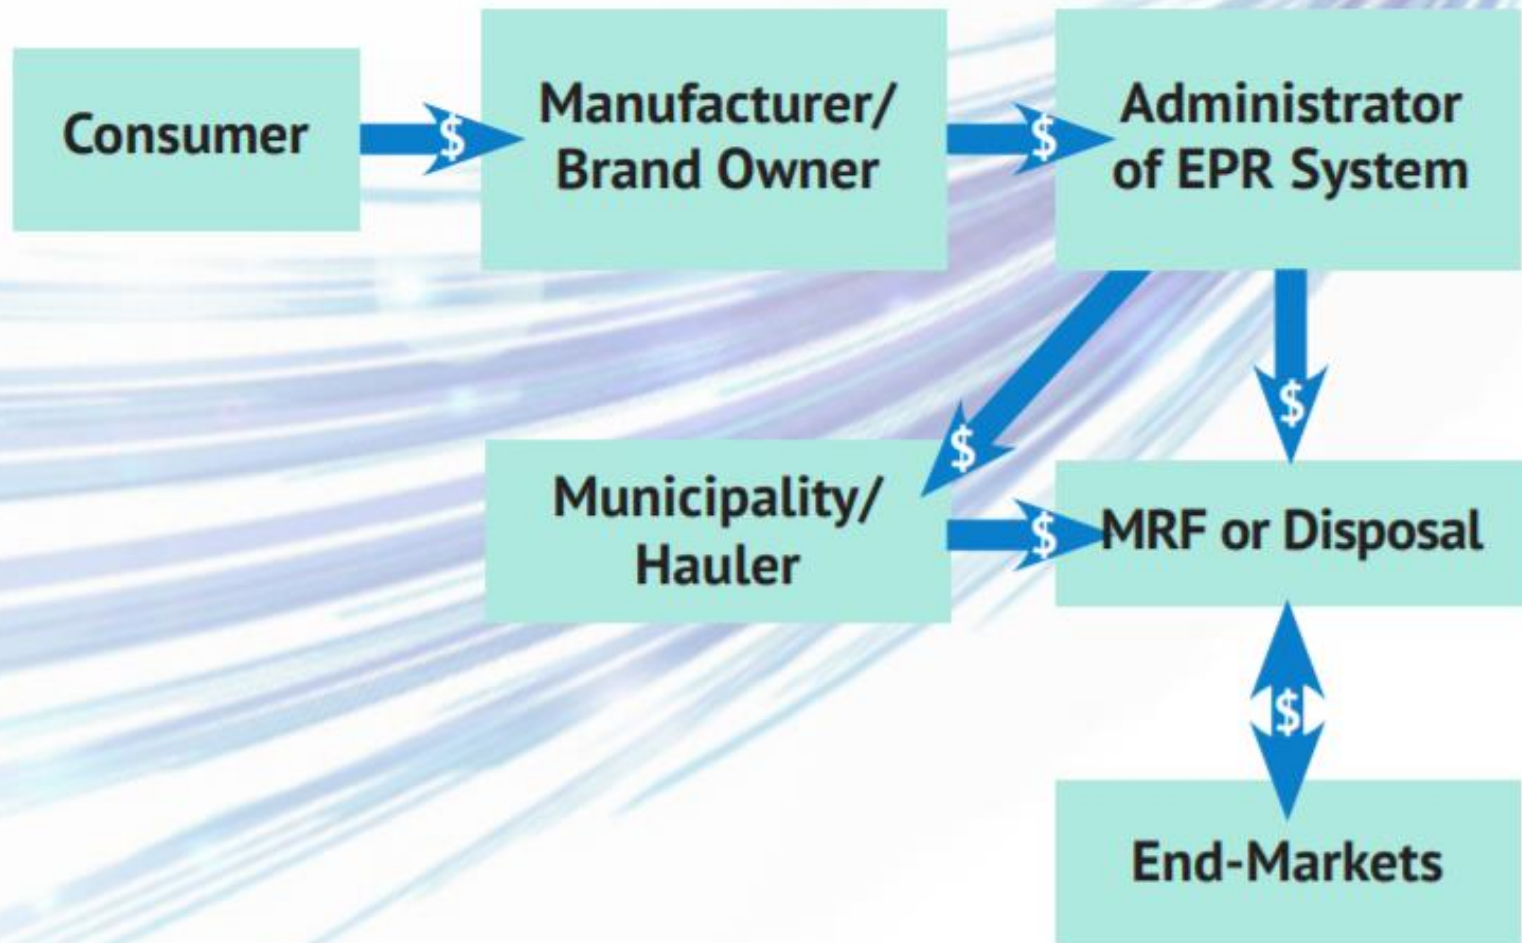 Consumer
$
Manufacturer/
Brand Owner
$
Administrator
of EPR System
$
$
Municipality/
Hauler
$
MRF or Disposal
$
End-Markets